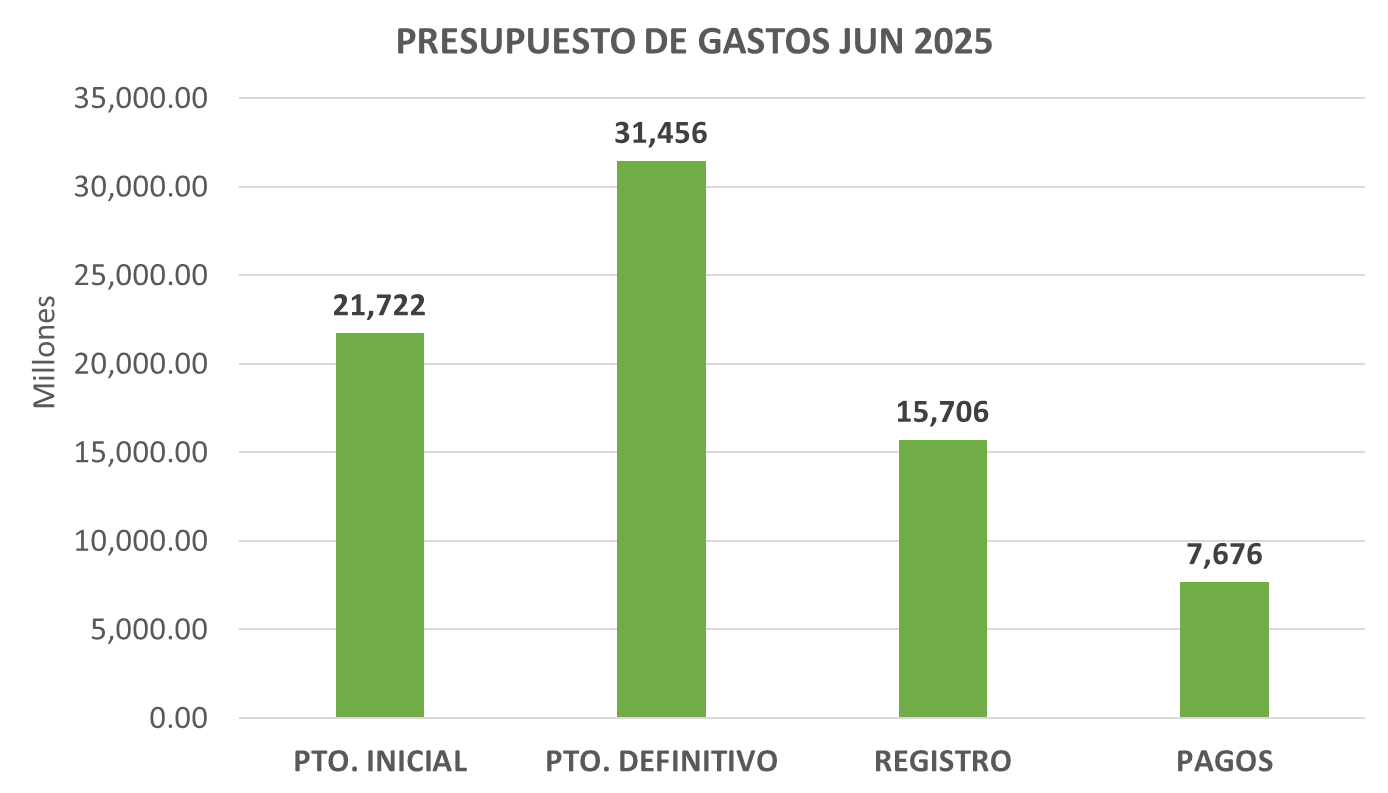 PRESUPUESTO DE GASTOS JUN 2025
Millones
35,000.00
30,000.00
25,000.00
20,000.00
15,000.00
10,000.00
5,000.00
0.00
21,722
31,456
15,706
7,676
PTO. INICIAL
PTO. DEFINITIVO
REGISTRO
PAGOS